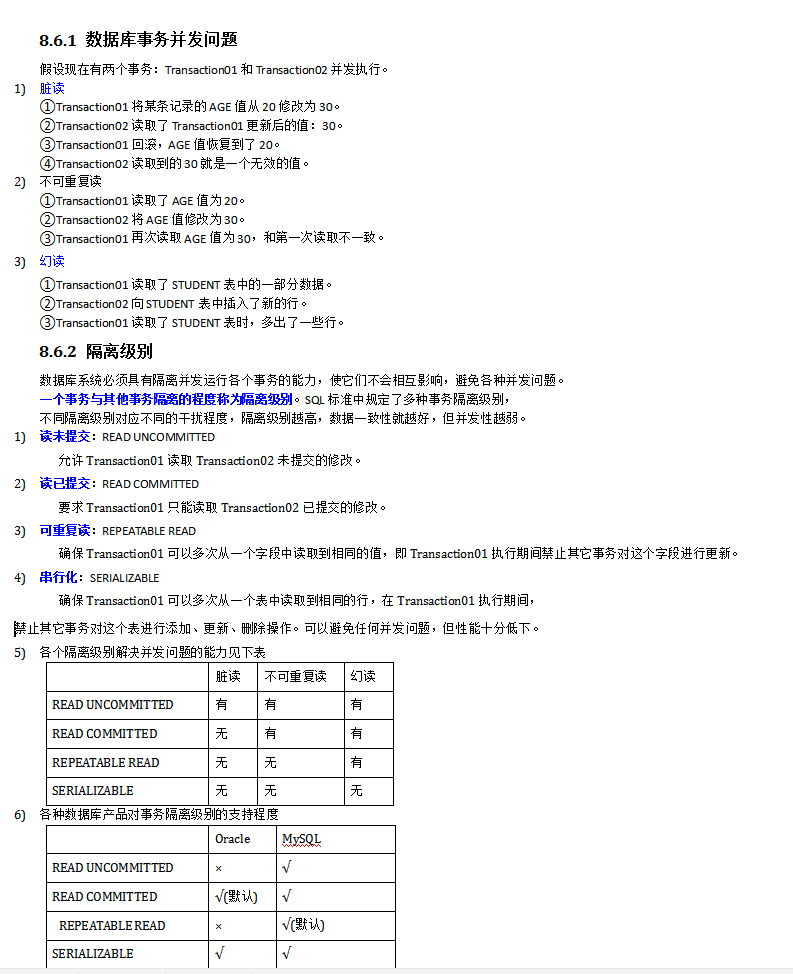 8.6.1 数据库事务并发问题
假设现在有两个事务：Transaction01 和 Transaction02 并发执行。
1) 脏读
①Transaction01 将某条记录的 AGE 值从 20 修改为 30。
②Transaction02 读取了 Transaction01 更新后的值：30。
③Transaction01 回滚，AGE 值恢复到了 20。
④Transaction02 读取到的 30 就是一个无效的值。
2) 不可重复读
①Transaction01 读取了 AGE 值为 20。
②Transaction02 将 AGE 值修改为 30。
③Transaction01 再次读取 AGE 值为 30，和第一次读取不一致。
3) 幻读
①Transaction01 读取了 STUDENT 表中的一部分数据。
②Transaction02 向 STUDENT 表中插入了新的行。
③Transaction01 读取了 STUDENT 表时，多出了一些行。
8.6.2 隔离级别
数据库系统必须具有隔离并发运行各个事务的能力，使它们不会相互影响，避免各种并发问题。
一个事务与其他事务隔离的程度称为隔离级别。SQL 标准中规定了多种事务隔离级别，
不同隔离级别对应不同的干扰程度，隔离级别越高，数据一致性就越好，但并发性越弱。
1) 读未提交：READ UNCOMMITTED
允许 Transaction01 读取 Transaction02 未提交的修改。
2) 读已提交：READ COMMITTED
要求 Transaction01 只能读取 Transaction02 已提交的修改。
3) 可重复读：REPEATABLE READ
确保 Transaction01 可以多次从一个字段中读取到相同的值，即 Transaction01 执行期间禁止其它事务对这个字段进行更新。
4) 串行化：SERIALIZABLE
确保 Transaction01 可以多次从一个表中读取到相同的行，在 Transaction01 执行期间，
禁止其它事务对这个表进行添加、更新、删除操作。可以避免任何并发问题，但性能十分低下。
5) 各个隔离级别解决并发问题的能力见下表
脏读 不可重复读 幻读
READ UNCOMMITTED 有 有 有
READ COMMITTED 无 有 有
REPEATABLE READ 无 无 有
SERIALIZABLE 无 无 无
6) 各种数据库产品对事务隔离级别的支持程度
Oracle MySQL
READ UNCOMMITTED × √
READ COMMITTED √(默认) √
REPEATABLE READ × √(默认)
SERIALIZABLE √ √